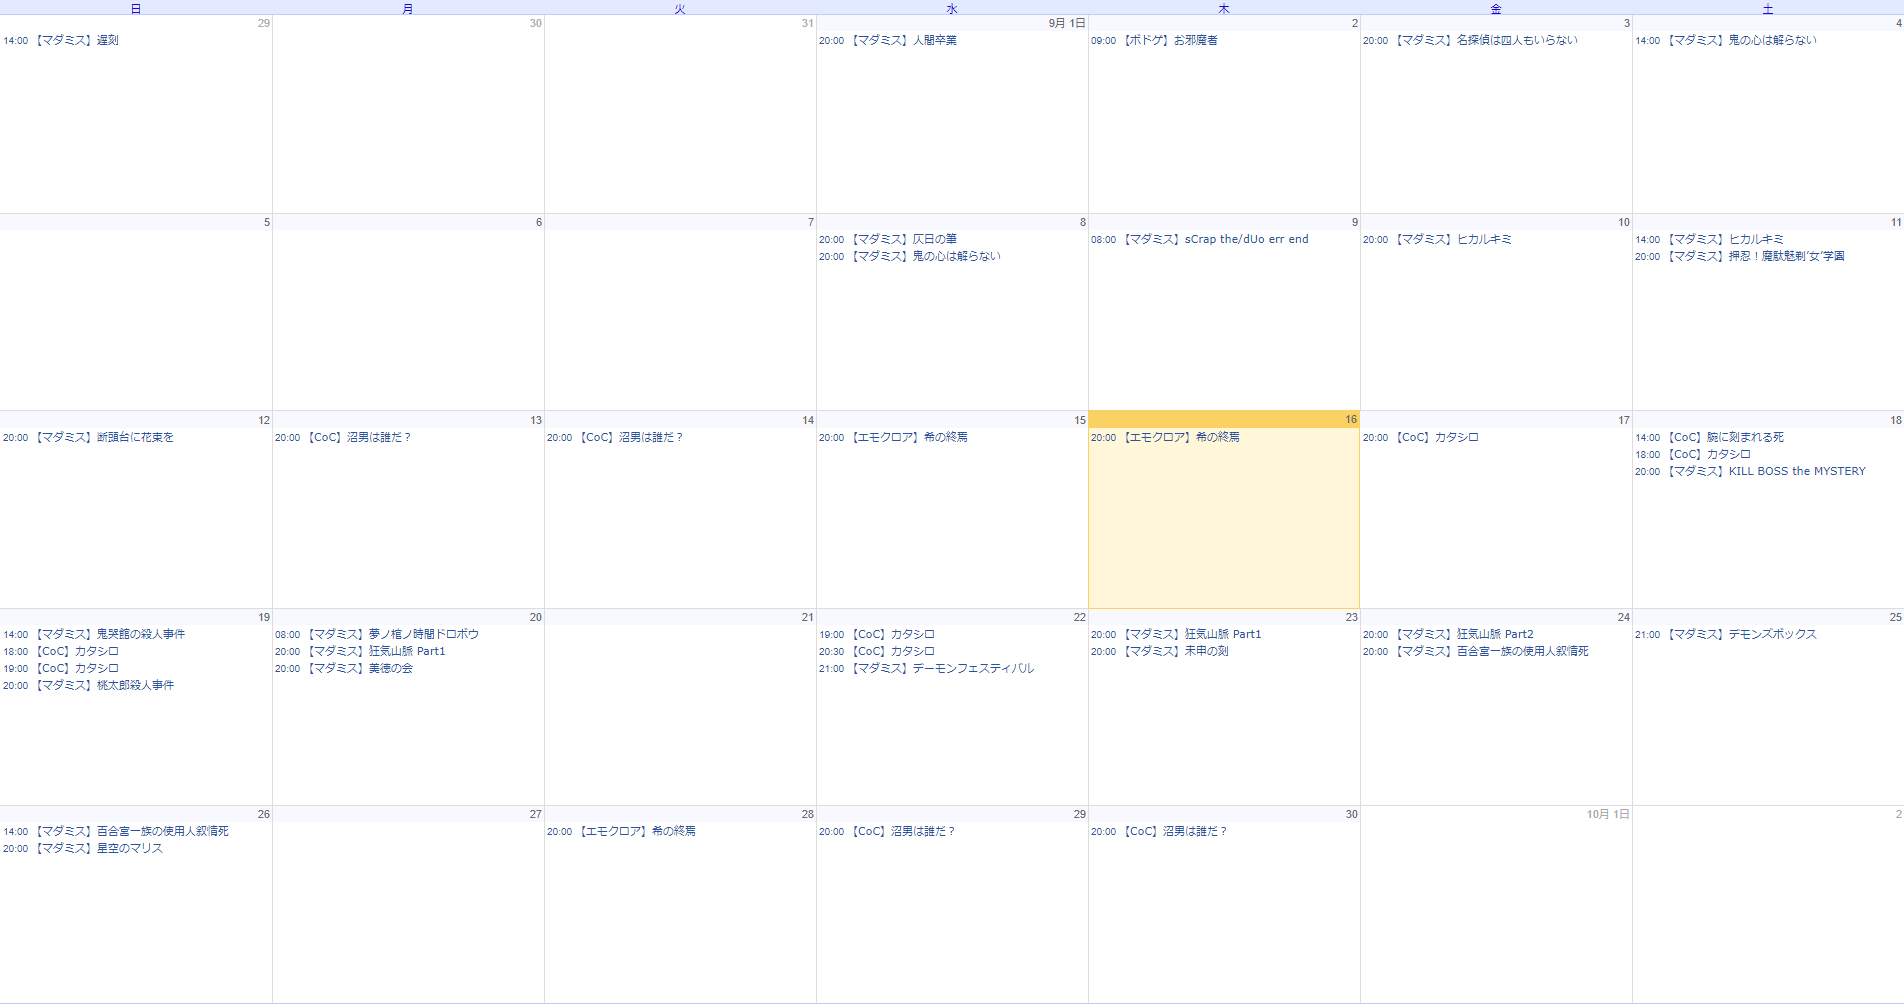 日 月 火 水 木 金 土
29 30 31 9月 1日 2 3 4
14:00 【マダミス】遅刻
20:00 【マダミス】人間卒業
09:00 【ボドゲ】お邪魔者
20:00 【マダミス】名探偵は四人もいらない
14:00 【マダミス】鬼の心は解らない
5 6 7 8 9 10 11
20:00 【マダミス】仄日の筆
20:00 【マダミス】鬼の心は解らない
08:00 【マダミス】sCrap the/dUo err end
20:00 【マダミス】ヒカルキミ
14:00 【マダミス】ヒカルキミ
20:00 【マダミス】押忍！魔駄魅剃'女'学園
12 13 14 15 16 17 18
20:00 【マダミス】断頭台に花束を
20:00 【CoC】沼男は誰だ？
20:00 【CoC】沼男は誰だ？
20:00 【エモクロア】希の終焉
20:00 【エモクロア】希の終焉
20:00 【CoC】カタシロ
14:00 【CoC】腕に刻まれる死
18:00 【CoC】カタシロ
20:00 【マダミス】KILL BOSS the MYSTERY
19 20 21 22 23 24 25
14:00 【マダミス】鬼哭館の殺人事件
18:00 【CoC】カタシロ
19:00 【CoC】カタシロ
20:00 【マダミス】桃太郎殺人事件
08:00 【マダミス】夢ノ棺ノ時間ドロボウ
20:00 【マダミス】狂気山脈 Part1
20:00 【マダミス】美徳の会
19:00 【CoC】カタシロ
20:30 【CoC】カタシロ
21:00 【マダミス】デーモンフェスティバル
20:00 【マダミス】狂気山脈 Part1
20:00 【マダミス】未申の刻
20:00 【マダミス】狂気山脈 Part2
20:00 【マダミス】百合宮一族の使用人叙情死
21:00 【マダミス】デモンズボックス
26 27 28 29 30 10月 1日 2
14:00 【マダミス】百合宮一族の使用人叙情死
20:00 【マダミス】星空のマリス
20:00 【エモクロア】希の終焉
20:00 【CoC】沼男は誰だ？
20:00 【CoC】沼男は誰だ？